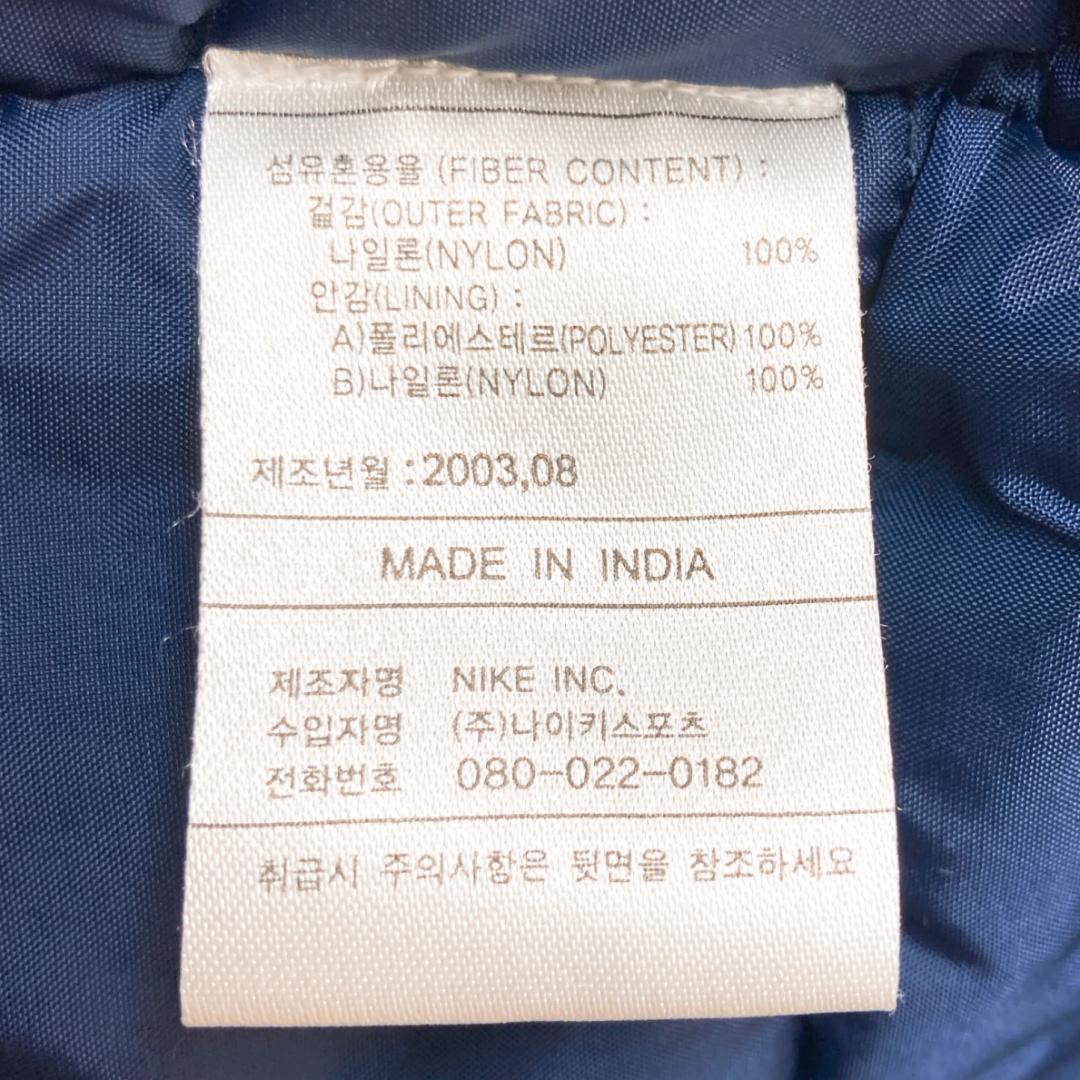 섬유혼용율 (FIBER CONTENT) :
겉감(OUTER FABRIC) :
나일론(NYLON) 100%
안감(LINING) :
A)폴리에스테르(POLYESTER) 100%
B)나일론(NYLON) 100%
제조년월 : 2003,08
MADE IN INDIA
제조자명 NIKE INC.
수입자명 (주)나이키스포츠
전화번호 080-022-0182
취급시 주의사항은 뒷면을 참조하세요